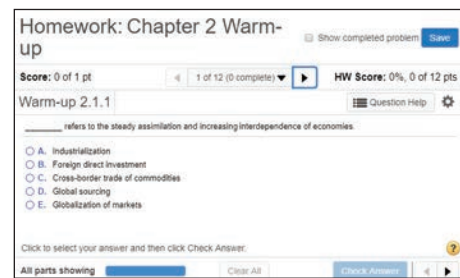 Homework: Chapter 2 Warm-
up
Show completed problem
Save
Score: 0 of 1 pt
1 of 12 (0 complete)
HW Score: 0%, 0 of 12 pts
Warm-up 2.1.1
Question Help
_______ refers to the steady assimilation and increasing interdependence of economies.
A. Industrialization
B. Foreign direct investment
C. Cross-border trade of commodities
D. Global sourcing
E. Globalization of markets
Click to select your answer and then click Check Answer.
?
All parts showing
Clear All
Check Answer